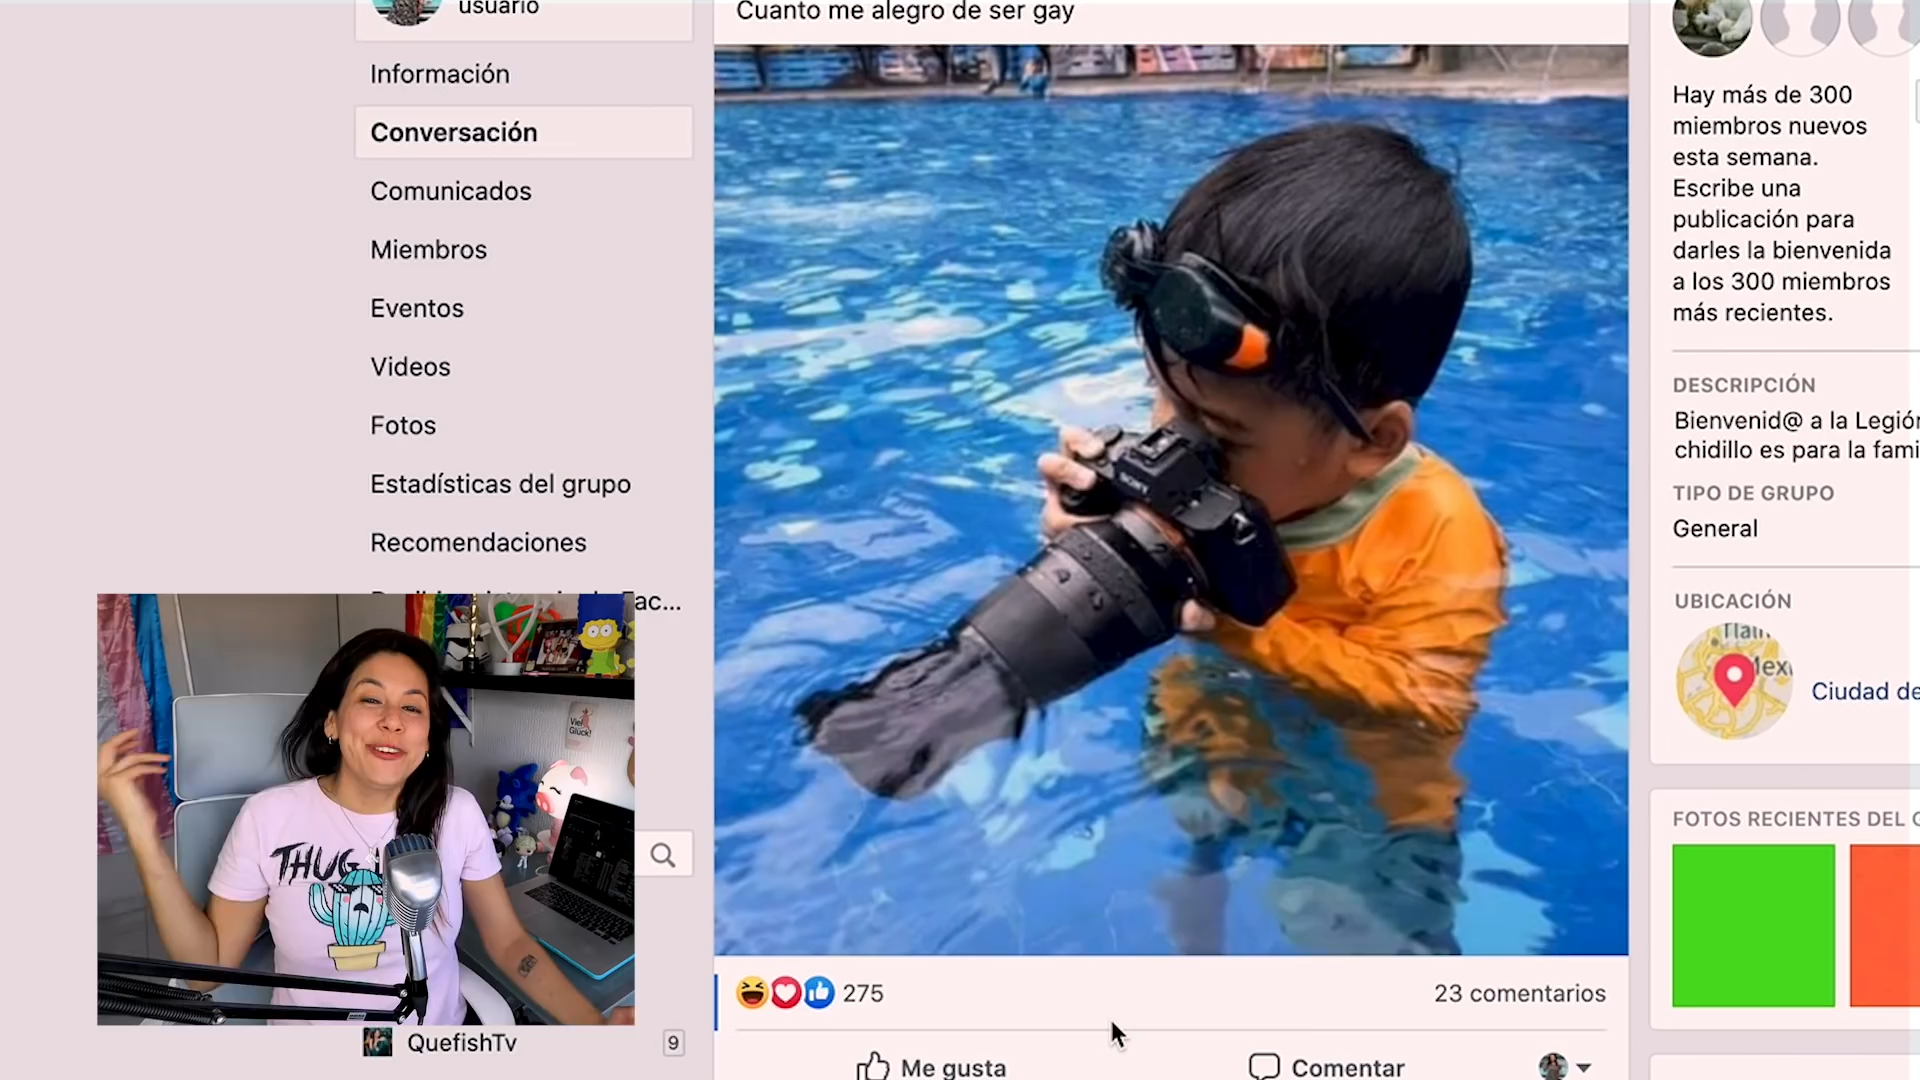 usuario
Información
Conversación
Comunicados
Miembros
Eventos
Videos
Fotos
Estadísticas del grupo
Recomendaciones
Fac...
QuefishTv
9
Cuanto me alegro de ser gay
SONY
275
23 comentarios
Me gusta
Comentar
Hay más de 300
miembros nuevos
esta semana.
Escribe una
publicación para
darles la bienvenida
a los 300 miembros
más recientes.
DESCRIPCIÓN
Bienvenid@ a la Legión
chidillo es para la fami
TIPO DE GRUPO
General
UBICACIÓN
Ciudad de
FOTOS RECIENTES DEL G
THUG
Viel
Glück!